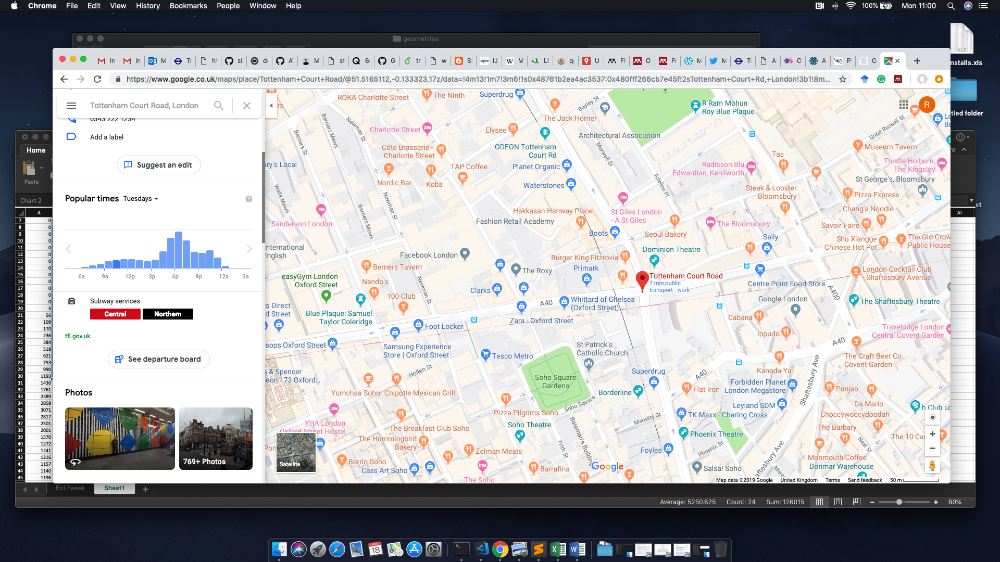 Chrome File Edit View History Bookmarks People Window Help
100% Mon 11:00
geometries
XLS
nstalls.xls
tled folder
https://www.google.co.uk/maps/place/Tottenham+Court+Road/@51.5165112,-0.133323,17z/data=!4m13!1m7!3m6!1s0x48761b2ea4ac3537:0x480fff266cb7e45f!2sTottenham+Court+Rd,+London!3b1!8m...
Tottenham Court Road, London
0343 222 1234
Add a label
Suggest an edit
Popular times Tuesdays
6a 9a 12p 3p 6p 9p 12a 3a
Subway services
Central Northern
tfl.gov.uk
See departure board
Photos
769+ Photos
Home
Paste
Chart 2
A
7 0
8 0
9 0
10 0
11 0
12 0
13 0
14 0
15 0
16 0
17 0
18 0
19 0
20 5
21 56
22 109
23 170
24 236
25 384
26 518
27 621
28 753
29 990
30 1193
31 1430
32 1761
33 2389
34 2858
35 3071
36 2817
37 2501
38 2001
39 1570
40 1272
41 1241
42 1216
43 1157
44 1140
45 1196
AI
R
ROKA Charlotte Street
The Ninth
Superdrug
Bayley St
The Jack Horner
R Ram Mohun
Roy Blue Plaque
Great Russell St
Berners Mews
Newman St
Charlotte Street
Elysee
Architectural Association
Berners St
Côte Brasserie -
Charlotte Street
ODEON Tottenham
Court Rd
Morwell St
Museum Tavern
Tas
ury's Local
TAP Coffee
Planet Organic
Radisson Blu
Edwardian, Kenilworth
Thistle Holborn,
The Kingsley
Nordic Bar
Koba
Waterstones
Adeline Pl
St George's, Bloomsbury
Steak & Lobster
Bloomsbury
Pizza Express
Wells Mews
Newman St
Berners Mews
Sanderson London
Hakkasan Hanway Place
Fashion Retail Academy
St Giles London
- A St Giles
The Bloomsbury
Chang's Noodle
Savoir Faire
Boots
Seoul Bakery
Sally
Shu Xiangge
Chinese Hot Pot
The Old Crow
Public House
International
English
Facebook London
Burger King Fitzrovia
Dominion Theatre
Berners Tavern
The Roxy
Primark
easyGym London
Oxford Street
Nando's
Newman St
Clarks
Tottenham Court Road
7 min public
transport - work
London Cocktail Club
- Shaftesbury Avenue
Centre Point Food Store
A400
100 Club
A40
Whittard of Chelsea
(Oxford Street)
Google London
The Shaftesbury Theatre
s Direct
d Street
Blue Plaque: Samuel
Taylor Coleridge
Foot Locker
Zara - Oxford Street
Cabana
Ippudo
Travelodge London
Central Covent Garden
sops Oxford Street
Samsung Experience
Store | Oxford Street
Tesco Metro
St Patrick's
Catholic Church
A40
The Craft Beer Co.
Covent Garden
s & Spencer
eon 173 Oxford...
Hollen St
Soho Square
Gardens
Superdrug
A40
Kanada-Ya
Shaftesbury Ave
Yumchaa Soho
Chipotle Mexican Grill
Borderline
Flat Iron
Forbidden Planet
London Megastore
Punjab
Soho Square
Leyland SDM
Da Mario
h Club Lo
YHA London
Oxford Street Hostel
Pizza Pilgrims Soho
Manette St
TK Maxx - Charing Cross
Choccywoccydoodah
Soho Theatre
Phoenix Theatre
The Barbary
The 10 Cas
The Breakfast Club Soho
The Hummingbird
Bakery
Frith St
Bateman's Buildings
Phoenix St
Neal St
Zelman Meats
Foyles
Monmouth Coffee
Donmar Warehouse
Satellite
Barrio Soho
Cass Art Soho
Barrafina
Google
Salsa! Soho
haftesbury Ave
The Soho
Map data ©2019 Google United Kingdom Terms Send feedback 50 m
En17week Sheet1
Average: 5250.625 Count: 24 Sum: 126015 80%
MAR
18